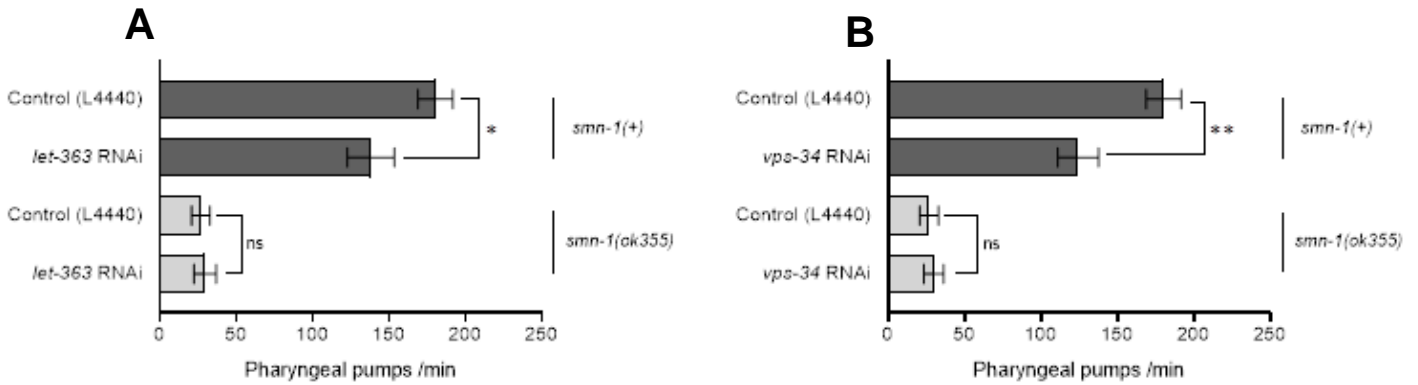 A
Control (L4440)
let-363 RNAi
Control (L4440)
let-363 RNAi
*
ns
smn-1(+)
smn-1(ok355)
0 50 100 150 200 250
Pharyngeal pumps /min
B
Control (L4440)
vps-34 RNAi
Control (L4440)
vps-34 RNAi
**
ns
smn-1(+)
smn-1(ok355)
0 50 100 150 200 250
Pharyngeal pumps /min